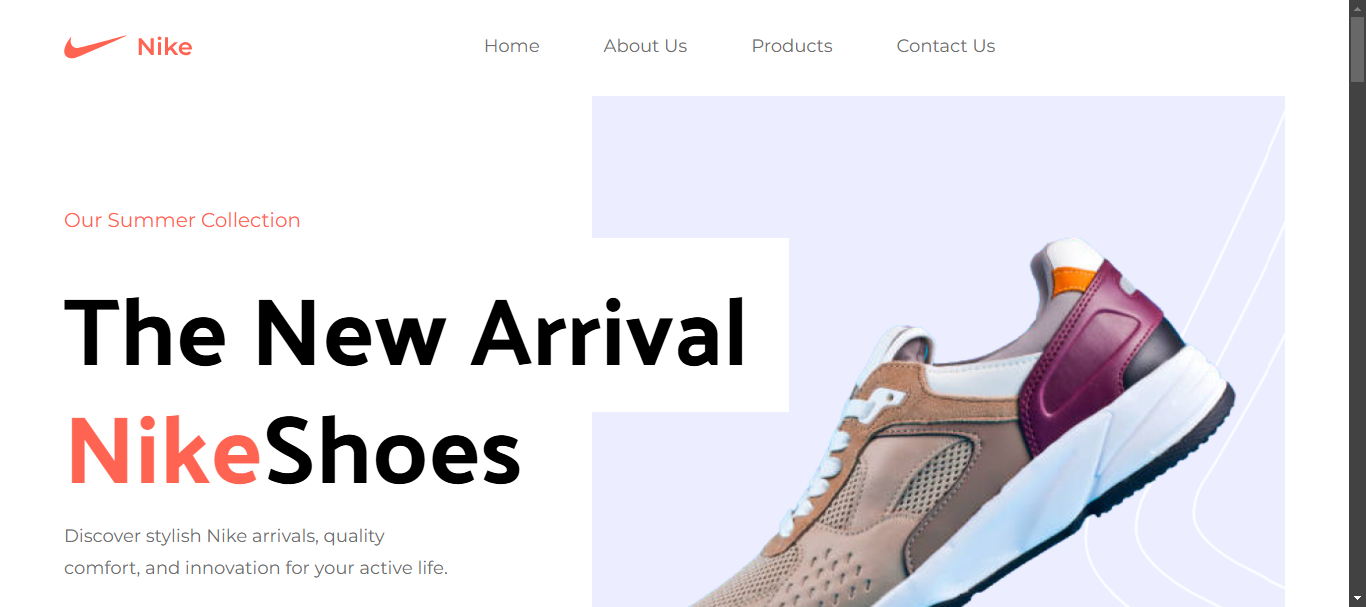 Nike
Home
About Us
Products
Contact Us
Our Summer Collection
The New Arrival
NikeShoes
Discover stylish Nike arrivals, quality
comfort, and innovation for your active life.